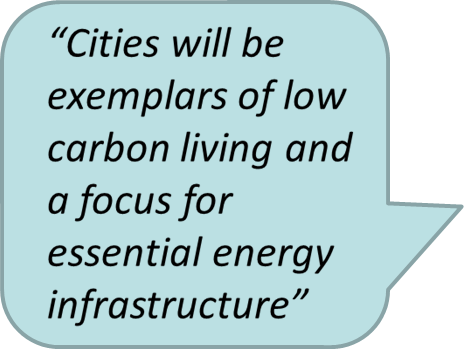 “Cities will be
exemplars of low
carbon living and
a focus for
essential energy
infrastructure”